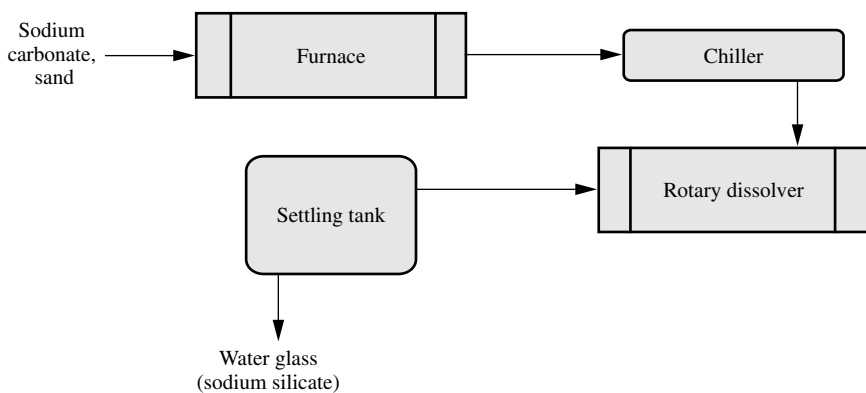 Sodium
carbonate,
sand
Furnace
Chiller
Rotary dissolver
Settling tank
Water glass
(sodium silicate)